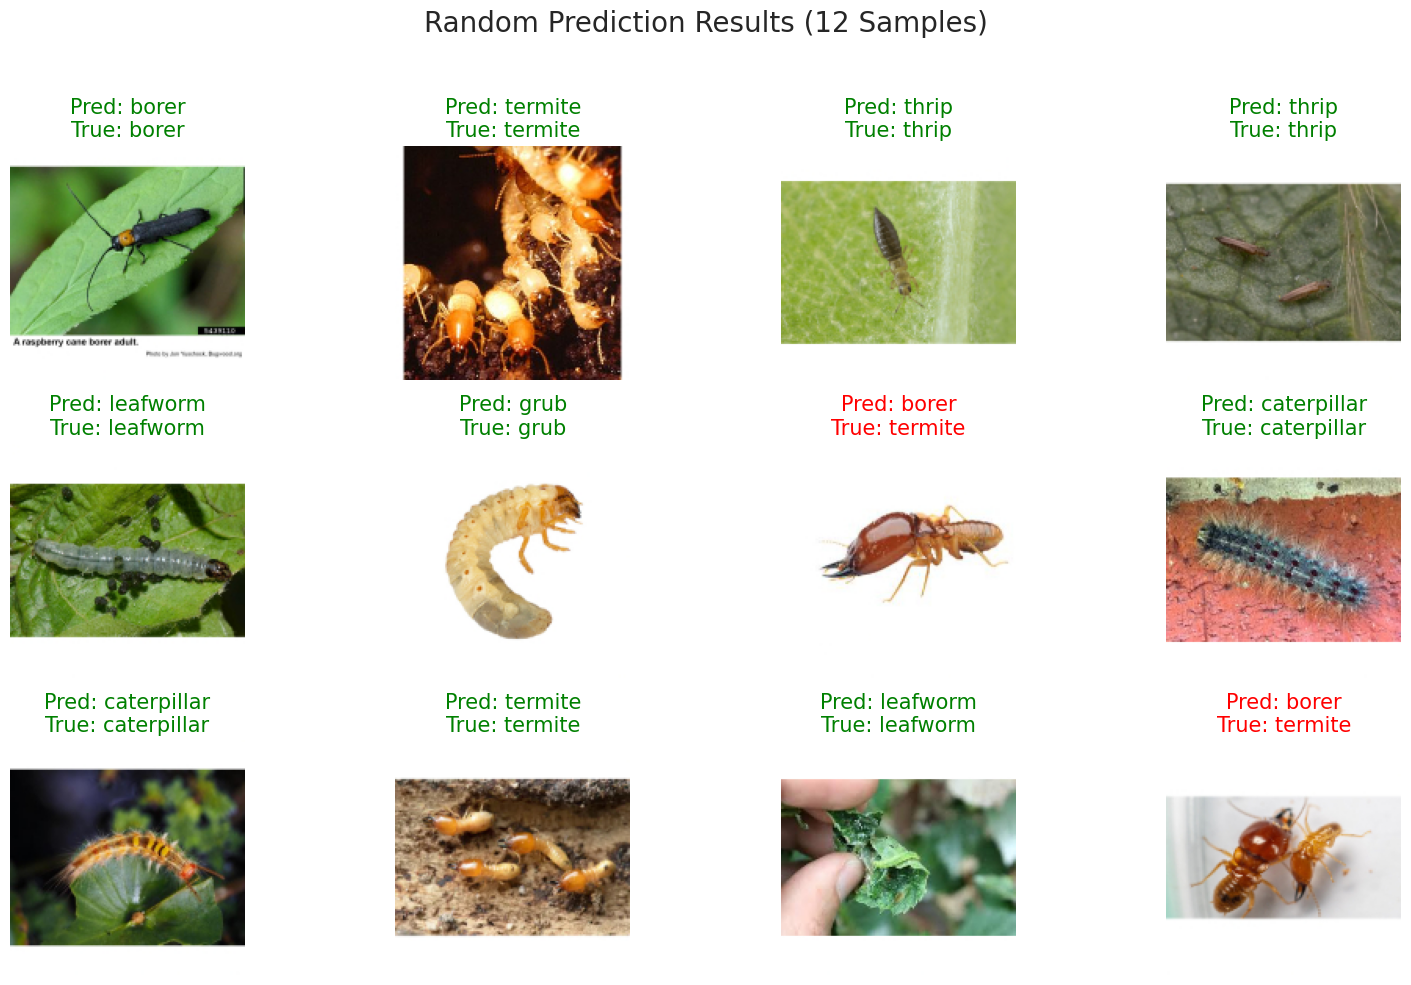 Random Prediction Results (12 Samples)
Pred: borer
True: borer
Pred: termite
True: termite
Pred: thrip
True: thrip
Pred: thrip
True: thrip
5439110
A raspberry cane borer adult.
Pred: leafworm
True: leafworm
Pred: grub
True: grub
Pred: borer
True: termite
Pred: caterpillar
True: caterpillar
Pred: caterpillar
True: caterpillar
Pred: termite
True: termite
Pred: leafworm
True: leafworm
Pred: borer
True: termite